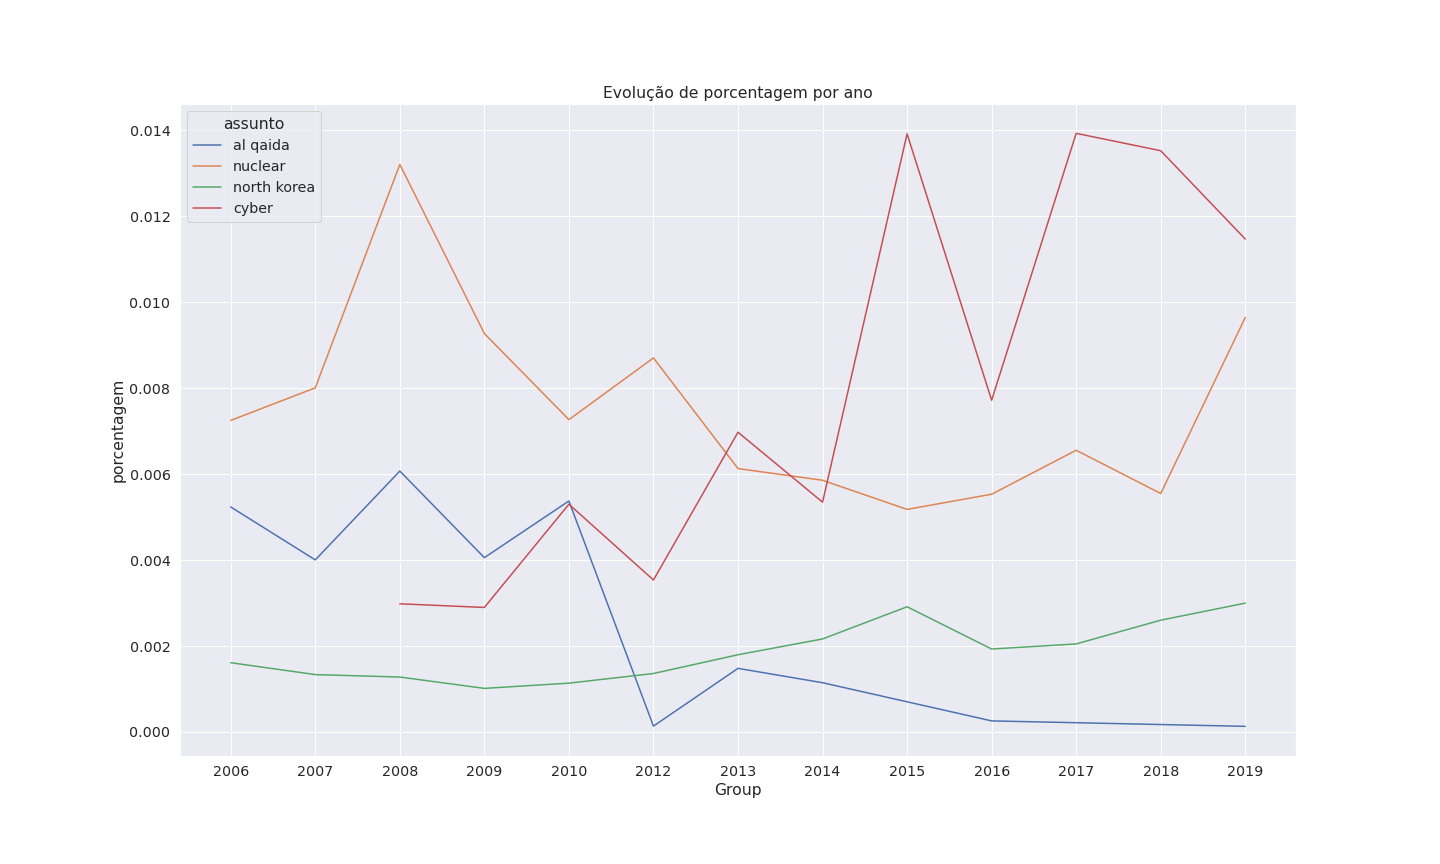 Evolução de porcentagem por ano
assunto
al qaida
nuclear
north korea
cyber
0.014
0.012
0.010
0.008
0.006
0.004
0.002
0.000
porcentagem
2006 2007 2008 2009 2010 2012 2013 2014 2015 2016 2017 2018 2019
Group